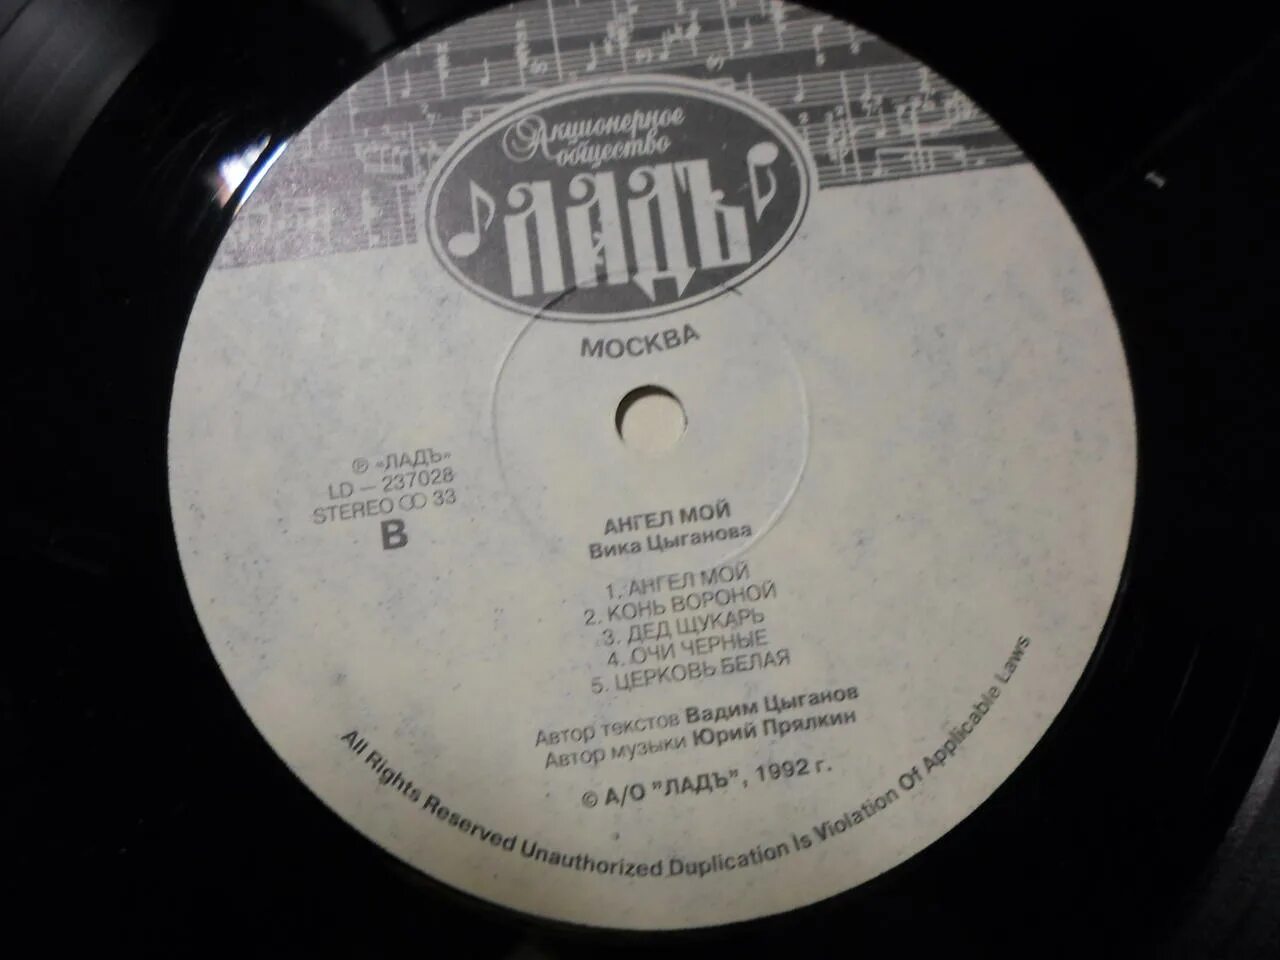 Акционерное
общество
ЛАДЪ
МОСКВА
℗ «ЛАДЪ»
LD – 237028
STEREO ꝏ 33
B
АНГЕЛ МОЙ
Вика Цыганова
1. АНГЕЛ МОЙ
2. КОНЬ ВОРОНОЙ
3. ДЕД ЩУКАРЬ
4. ОЧИ ЧЕРНЫЕ
5. ЦЕРКОВЬ БЕЛАЯ
Автор текстов Вадим Цыганов
Автор музыки Юрий Прялкин
© А/О "ЛАДЪ", 1992 г.
All Rights Reserved Unauthorized Duplication Is Violation Of Applicable Laws